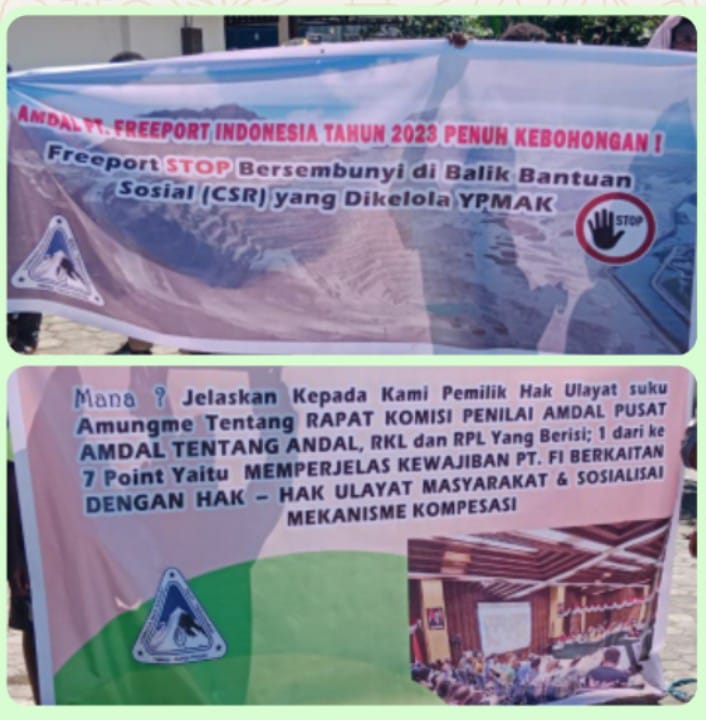 AMDAL PT. FREEPORT INDONESIA TAHUN 2023 PENUH KEBOHONGAN !
Freeport STOP Bersembunyi di Balik Bantuan
Sosial (CSR) yang Dikelola YPMAK
STOP
Mana ? Jelaskan Kepada Kami Pemilik Hak Ulayat suku
Amungme Tentang RAPAT KOMISI PENILAI AMDAL PUSAT
AMDAL TENTANG ANDAL, RKL dan RPL Yang Berisi; 1 dari ke
7 Point Yaitu MEMPERJELAS KEWAJIBAN PT. FI BERKAITAN
DENGAN HAK – HAK ULAYAT MASYARAKAT & SOSIALISAI
MEKANISME KOMPESASI